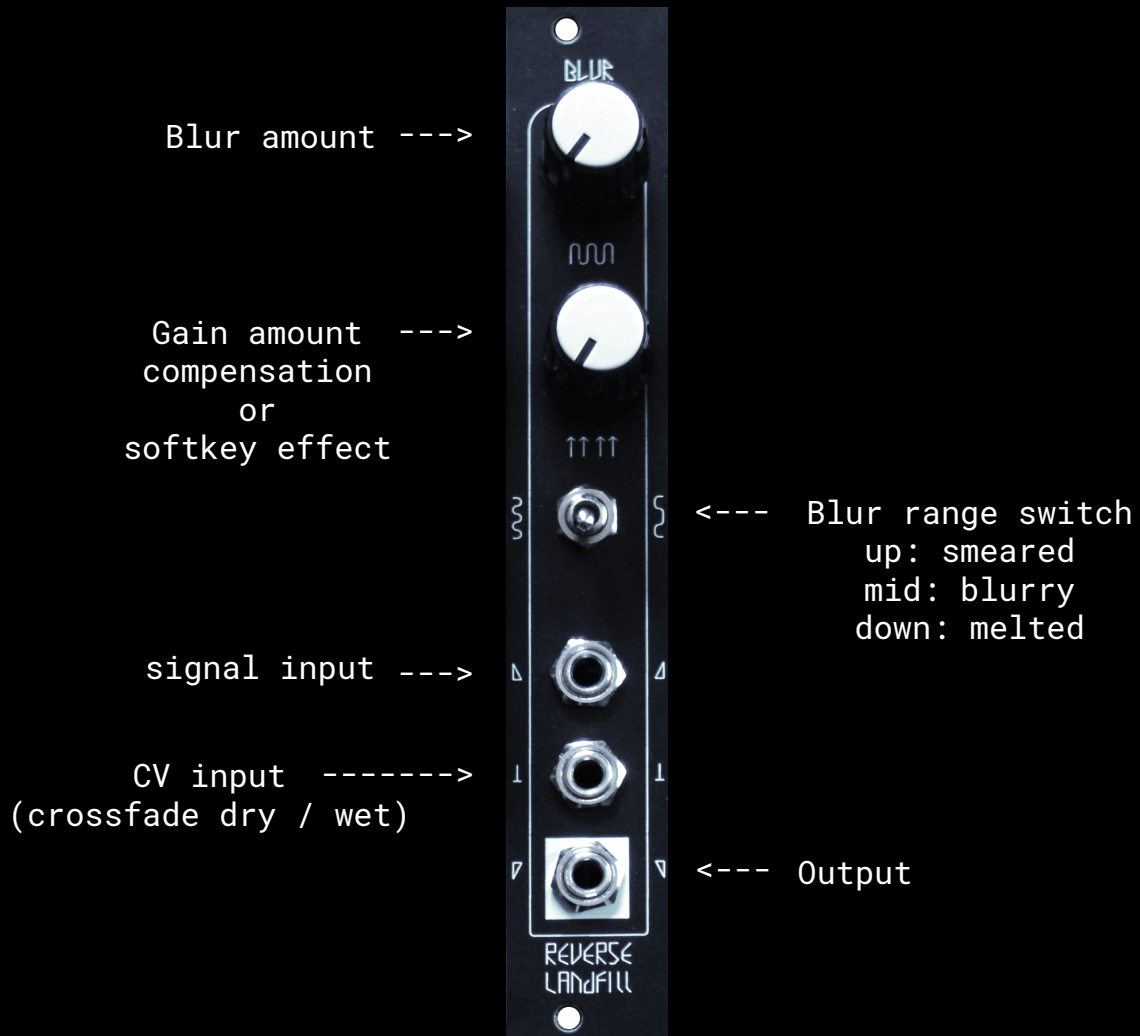 BLUR
Blur amount --->
Gain amount --->
compensation
or
softkey effect
<--- Blur range switch
up: smeared
mid: blurry
down: melted
signal input --->
CV input ------->
(crossfade dry / wet)
<--- Output
REVERSE
LANDFILL